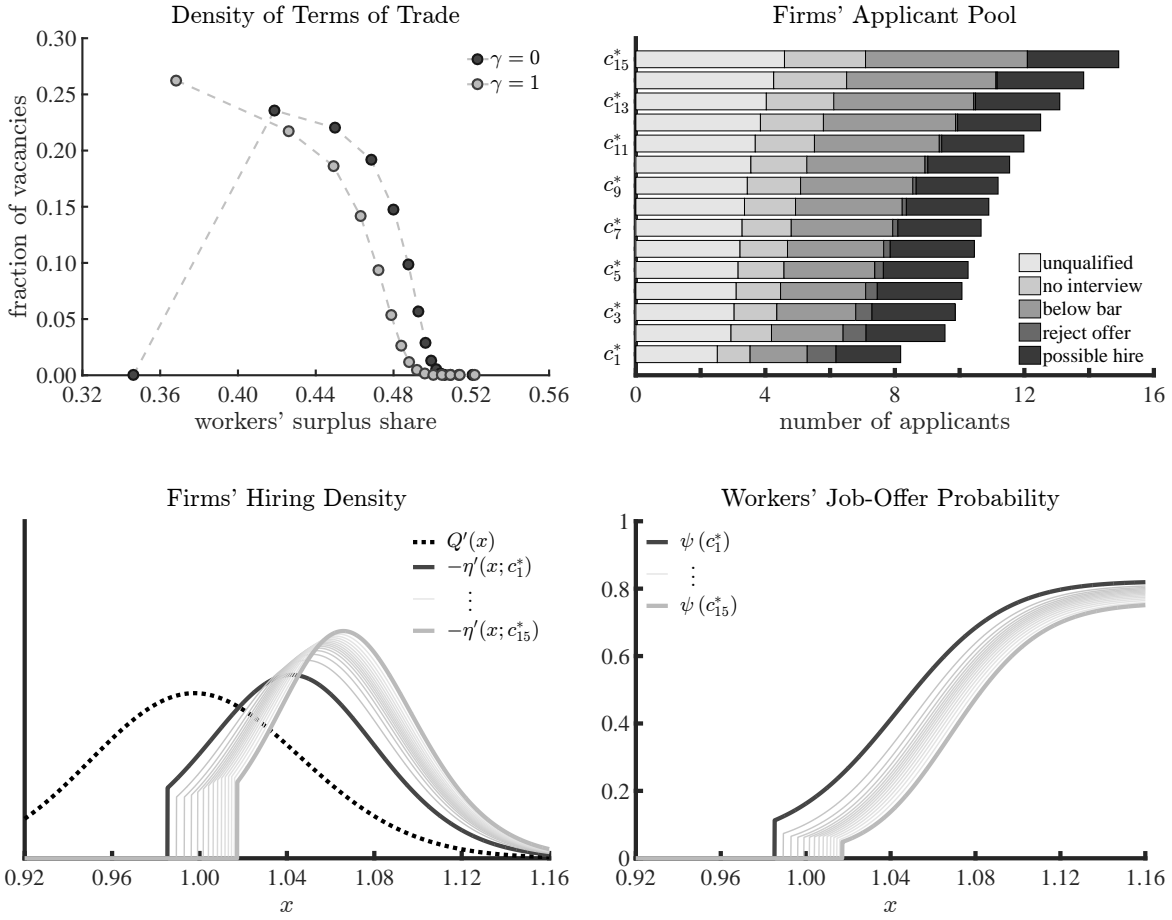 Density of Terms of Trade
0.30
0.25
0.20
0.15
0.10
0.05
0.00
fraction of vacancies
γ = 0
γ = 1
0.32 0.36 0.40 0.44 0.48 0.52 0.56
workers' surplus share
Firms' Applicant Pool
c*15
c*13
c*11
c*9
c*7
c*5
c*3
c*1
unqualified
no interview
below bar
reject offer
possible hire
0 4 8 12 16
number of applicants
Firms' Hiring Density
Q′(x)
−η′(x; c*1)
⋮
−η′(x; c*15)
0.92 0.96 1.00 1.04 1.08 1.12 1.16
x
Workers' Job-Offer Probability
1
0.8
0.6
0.4
0.2
0
ψ (c*1)
⋮
ψ (c*15)
0.92 0.96 1.00 1.04 1.08 1.12 1.16
x